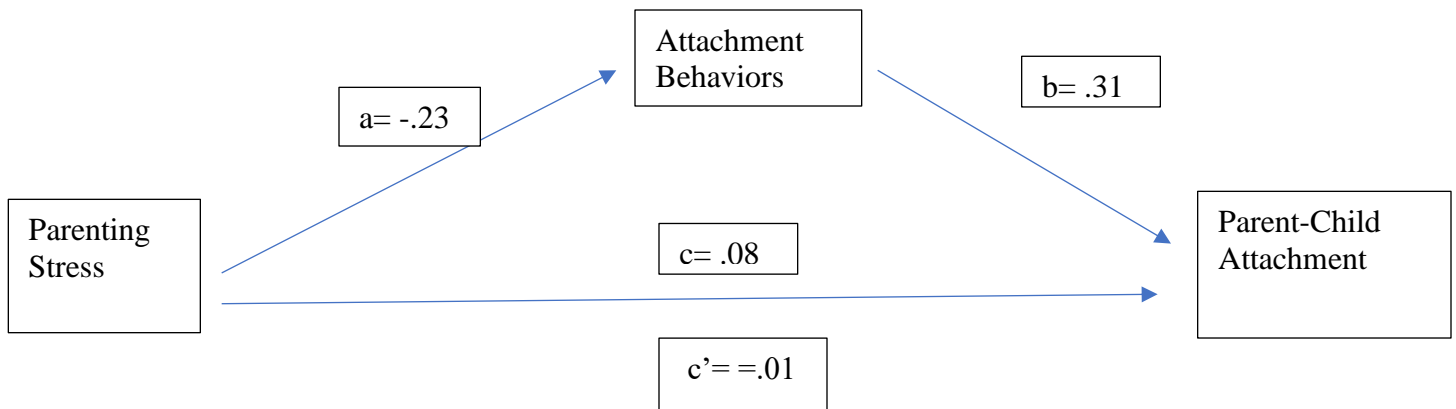 Attachment
Behaviors
b= .31
a= -.23
Parenting
Stress
c= .08
Parent-Child
Attachment
c’= =.01